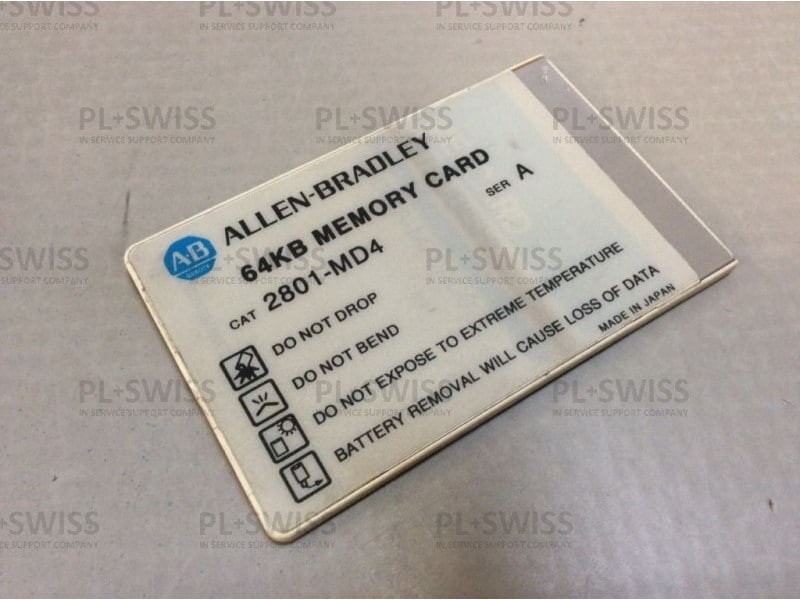 A-B
QUALITY
ALLEN-BRADLEY
64KB MEMORY CARD
CAT 2801-MD4
SER A
DO NOT DROP
DO NOT BEND
DO NOT EXPOSE TO EXTREME TEMPERATURE
BATTERY REMOVAL WILL CAUSE LOSS OF DATA
MADE IN JAPAN
PL+SWISS
IN SERVICE SUPPORT COMPANY